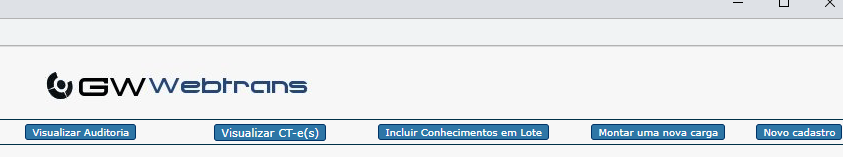 GW Webtrans
Visualizar Auditoria Visualizar CT-e(s) Incluir Conhecimentos em Lote Montar uma nova carga Novo cadastro